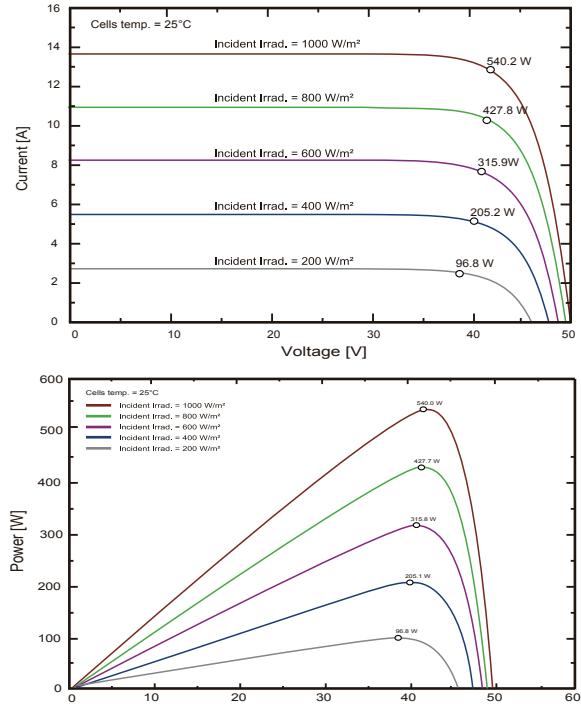 16
Cells temp. = 25°C
14
Incident Irrad. = 1000 W/m²
540.2 W
12
Incident Irrad. = 800 W/m²
427.8 W
10
Incident Irrad. = 600 W/m²
315.9W
8
6
Incident Irrad. = 400 W/m²
205.2 W
4
Incident Irrad. = 200 W/m²
96.8 W
2
0
Current [A]
0 10 20 30 40 50
Voltage [V]
600
Cells temp. = 25°C
Incident Irrad. = 1000 W/m²
Incident Irrad. = 800 W/m²
Incident Irrad. = 600 W/m²
Incident Irrad. = 400 W/m²
Incident Irrad. = 200 W/m²
540.0 W
500
427.7 W
400
315.8 W
300
205.1 W
200
96.8 W
100
0
Power [W]
0 10 20 30 40 50 60